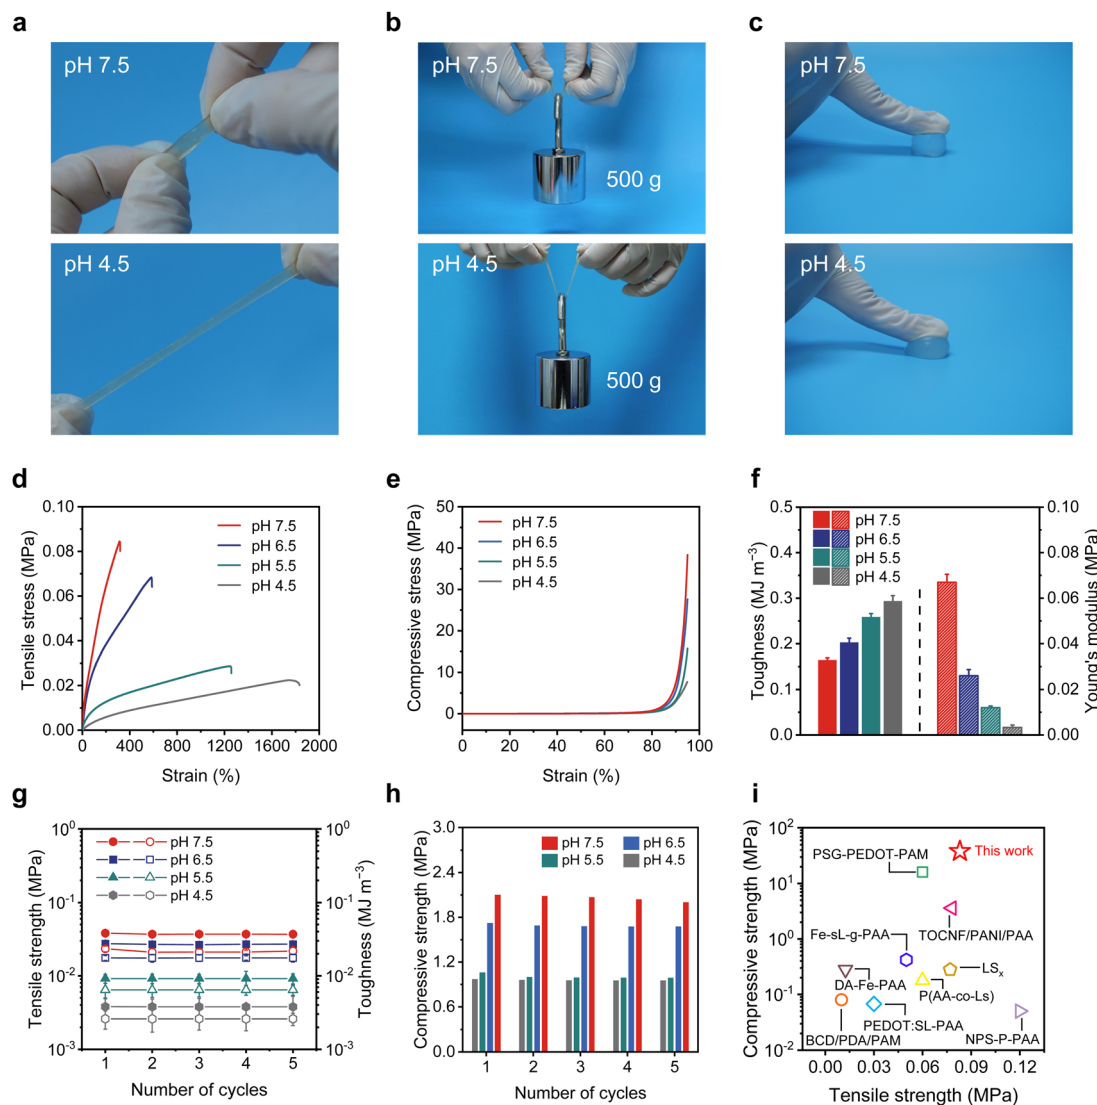 a
b
c
pH 7.5
pH 7.5
pH 7.5
500 g
pH 4.5
pH 4.5
pH 4.5
500 g
d
e
f
Tensile stress (MPa)
0.10
0.08
0.06
0.04
0.02
0.00
0 400 800 1200 1600 2000
Strain (%)
pH 7.5
pH 6.5
pH 5.5
pH 4.5
Compressive stress (MPa)
50
40
30
20
10
0
0 20 40 60 80 100
Strain (%)
pH 7.5
pH 6.5
pH 5.5
pH 4.5
Toughness (MJ m⁻³)
0.5
0.4
0.3
0.2
0.1
0.0
pH 7.5
pH 6.5
pH 5.5
pH 4.5
0.10
0.08
0.06
0.04
0.02
0.00
Young's modulus (MPa)
g
h
i
Tensile strength (MPa)
10⁰
10⁻¹
10⁻²
10⁻³
pH 7.5
pH 6.5
pH 5.5
pH 4.5
10⁰
10⁻¹
10⁻²
10⁻³
Toughness (MJ m⁻³)
1 2 3 4 5
Number of cycles
Compressive strength (MPa)
3.0
2.4
1.8
1.2
0.6
0.0
pH 7.5 pH 6.5
pH 5.5 pH 4.5
1 2 3 4 5
Number of cycles
Compressive strength (MPa)
10²
10¹
10⁰
10⁻¹
10⁻²
This work
PSG-PEDOT-PAM
TOCNF/PANI/PAA
Fe-sL-g-PAA
LSₓ
DA-Fe-PAA
P(AA-co-Ls)
PEDOT:SL-PAA
BCD/PDA/PAM
NPS-P-PAA
0.00 0.03 0.06 0.09 0.12
Tensile strength (MPa)